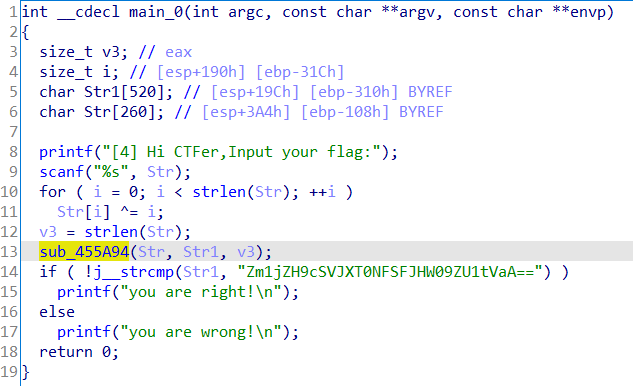 1 int __cdecl main_0(int argc, const char **argv, const char **envp)
2 {
3 size_t v3; // eax
4 size_t i; // [esp+190h] [ebp-31Ch]
5 char Str1[520]; // [esp+19Ch] [ebp-310h] BYREF
6 char Str[260]; // [esp+3A4h] [ebp-108h] BYREF
7
8 printf("[4] Hi CTFer,Input your flag:");
9 scanf("%s", Str);
10 for ( i = 0; i < strlen(Str); ++i )
11 Str[i] ^= i;
12 v3 = strlen(Str);
13 sub_455A94(Str, Str1, v3);
14 if ( !j__strcmp(Str1, "Zm1jZH9cSVJXT0NFSFJHW09ZU1tVaA==") )
15 printf("you are right!\n");
16 else
17 printf("you are wrong!\n");
18 return 0;
19 }